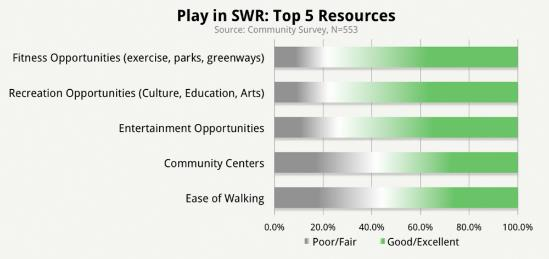 Play in SWR: Top 5 Resources
Source: Community Survey, N=553
Fitness Opportunities (exercise, parks, greenways)
Recreation Opportunities (Culture, Education, Arts)
Entertainment Opportunities
Community Centers
Ease of Walking
0.0% 20.0% 40.0% 60.0% 80.0% 100.0%
Poor/Fair Good/Excellent